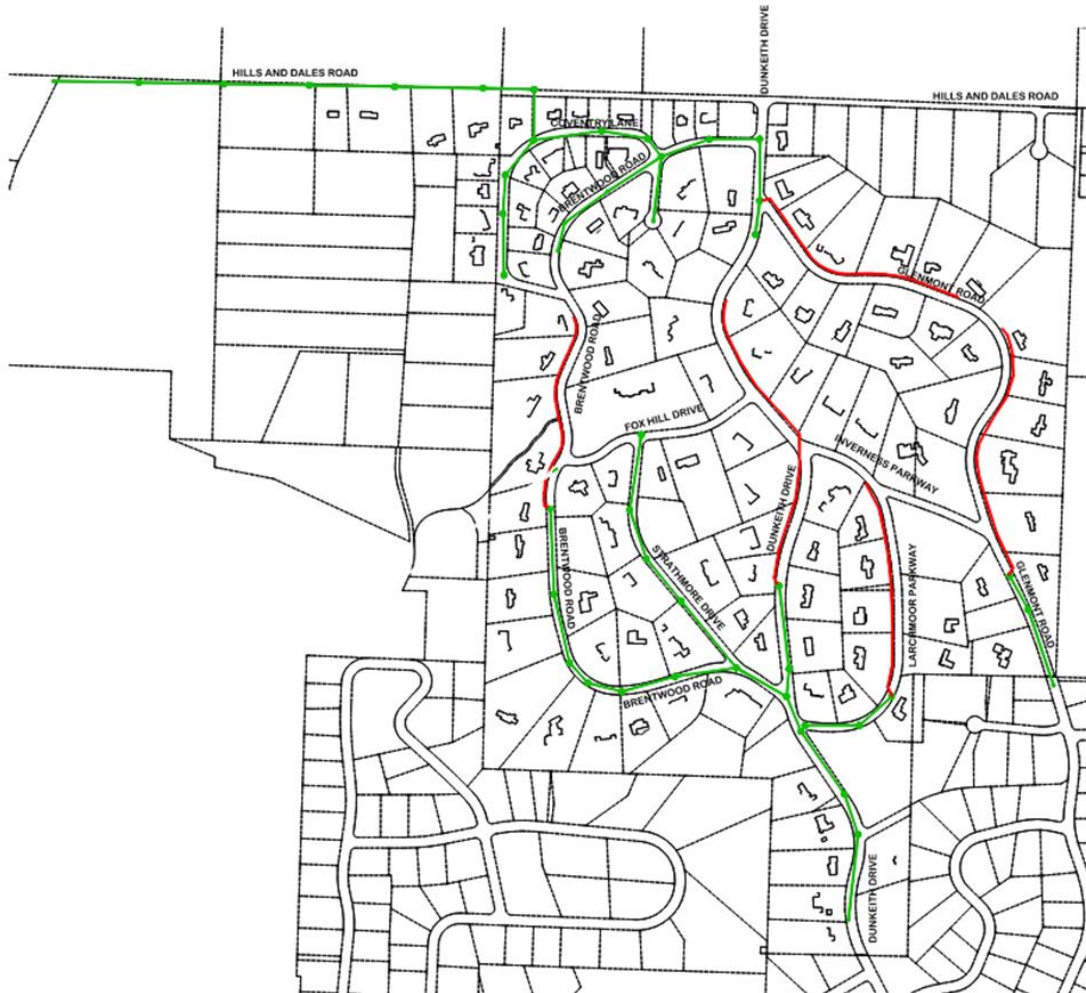 DUNKEITH DRIVE
HILLS AND DALES ROAD
HILLS AND DALES ROAD
COVENTRY LANE
BRENTWOOD ROAD
GLENMONT ROAD
BRENTWOOD ROAD
FOX HILL DRIVE
INVERNESS PARKWAY
DUNKEITH DRIVE
BRENTWOOD ROAD
STRATHMORE DRIVE
LARCHMOOR PARKWAY
GLENMONT ROAD
BRENTWOOD ROAD
DUNKEITH DRIVE